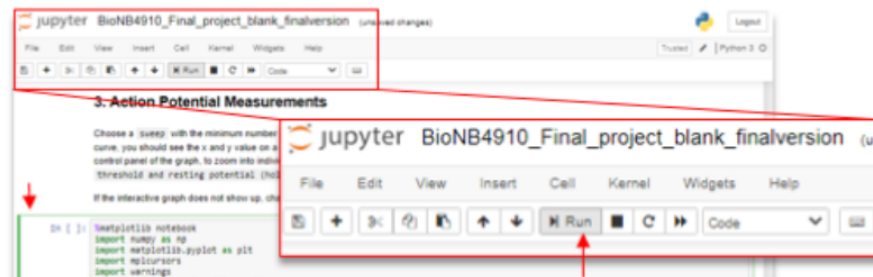 jupyter BioNB4910_Final_project_blank_finalversion (unsaved changes)
Logout
File Edit View Insert Cell Kernel Widgets Help
Trusted Python 3
Run Code
3. Action Potential Measurements
Choose a sweep with the minimum number
curve, you should see the x and y value on a
control panel of the graph, to zoom into indivi
threshold and resting potential (hol
If the interactive graph does not show up, cha
In [ ]: %matplotlib notebook
import numpy as np
import matplotlib.pyplot as plt
import mplcursors
import warnings
jupyter BioNB4910_Final_project_blank_finalversion (u
File Edit View Insert Cell Kernel Widgets Help
Run Code